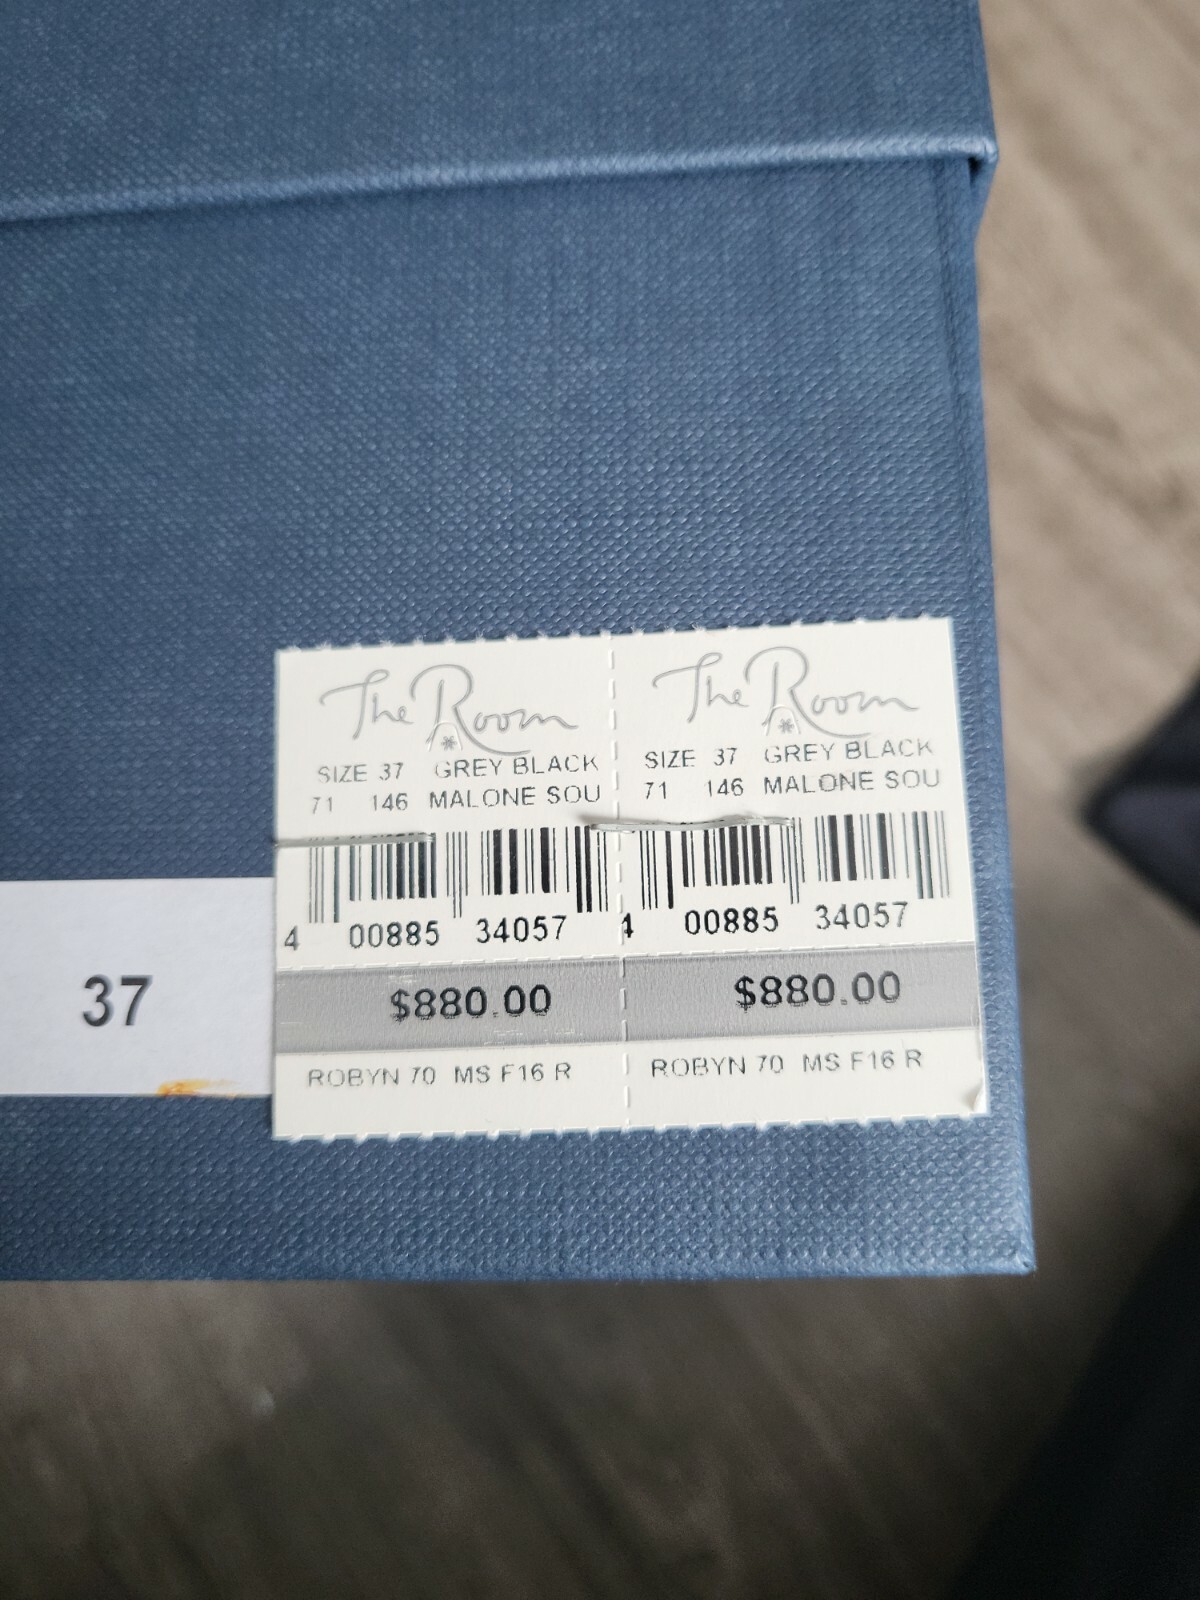 The Room
SIZE 37 GREY BLACK
71 146 MALONE SOU
4 00885 34057
$880.00
ROBYN 70 MS F16 R
The Room
SIZE 37 GREY BLACK
71 146 MALONE SOU
4 00885 34057
$880.00
ROBYN 70 MS F16 R
37